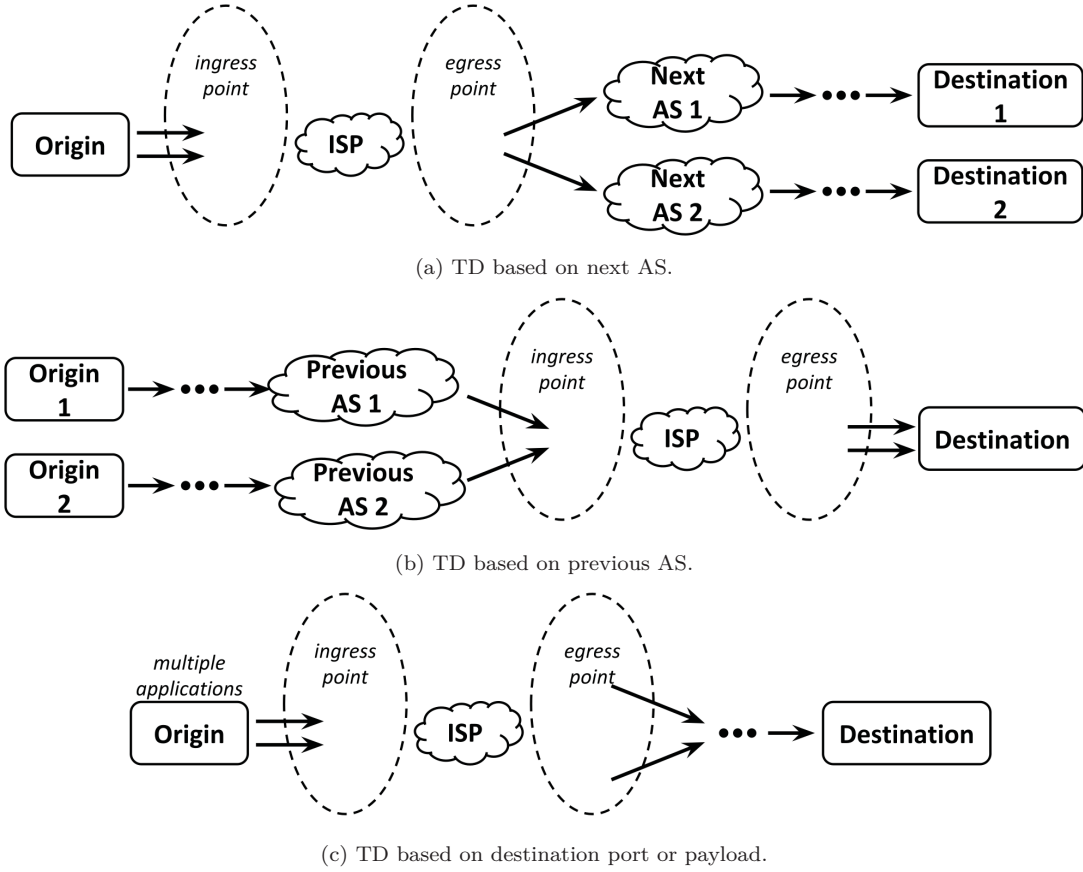 ingress
point
egress
point
Origin
ISP
Next
AS 1
Next
AS 2
Destination
1
Destination
2
(a) TD based on next AS.
Origin
1
Origin
2
Previous
AS 1
Previous
AS 2
ingress
point
ISP
egress
point
Destination
(b) TD based on previous AS.
multiple
applications
Origin
ingress
point
ISP
egress
point
Destination
(c) TD based on destination port or payload.